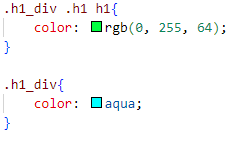 .h1_div .h1 h1{
    color: rgb(0, 255, 64);
}

.h1_div{
    color: aqua;
}